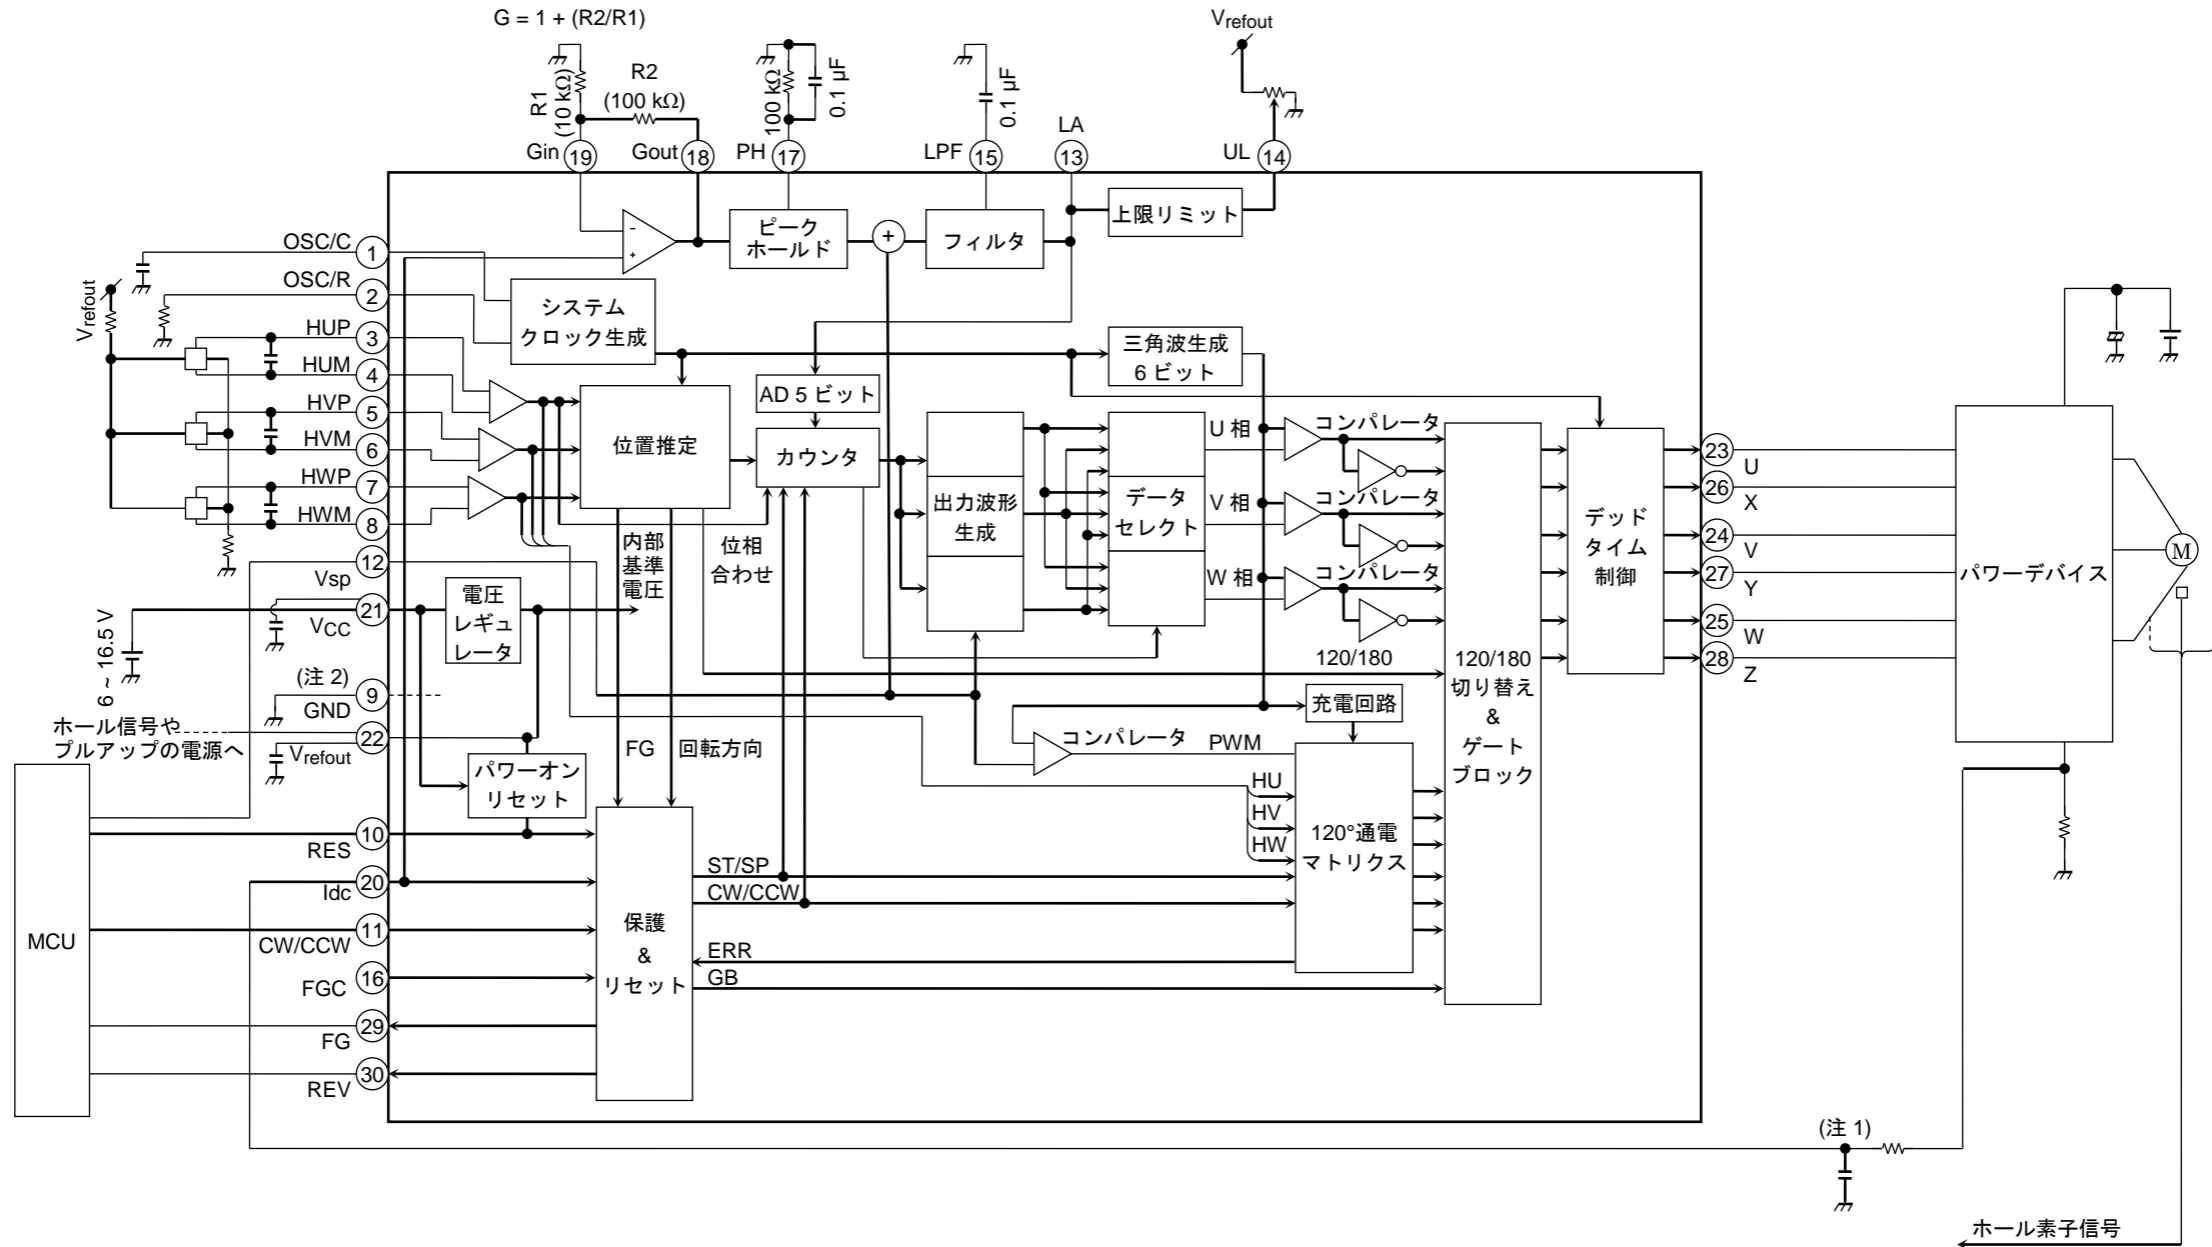 G = 1 + (R2/R1)
Vrefout
R1
(10 kΩ)
R2
(100 kΩ)
100 kΩ
0.1 μF
0.1 μF
LA
Gin
19
Gout
18
PH
17
LPF
15
13
UL
14
-
+
ピーク
ホールド
+
フィルタ
上限リミット
OSC/C
1
OSC/R
2
Vrefout
HUP
3
HUM
4
HVP
5
HVM
6
HWP
7
HWM
8
システム
クロック生成
三角波生成
6 ビット
AD 5 ビット
位置推定
カウンタ
出力波形
生成
データ
セレクト
U 相
V 相
W 相
コンパレータ
コンパレータ
コンパレータ
デッド
タイム
制御
23
U
26
X
24
V
27
Y
25
W
28
Z
パワーデバイス
M
内部
基準
電圧
位相
合わせ
12
Vsp
21
VCC
6 ~ 16.5 V
電圧
レギュ
レータ
(注 2)
9
GND
ホール信号や
プルアップの電源へ
22
Vrefout
120/180
120/180
切り替え
&
ゲート
ブロック
充電回路
コンパレータ
PWM
FG
回転方向
パワーオン
リセット
HU
HV
HW
120°通電
マトリクス
MCU
10
RES
20
Idc
11
CW/CCW
16
FGC
29
FG
30
REV
保護
&
リセット
ST/SP
CW/CCW
ERR
GB
(注 1)
ホール素子信号